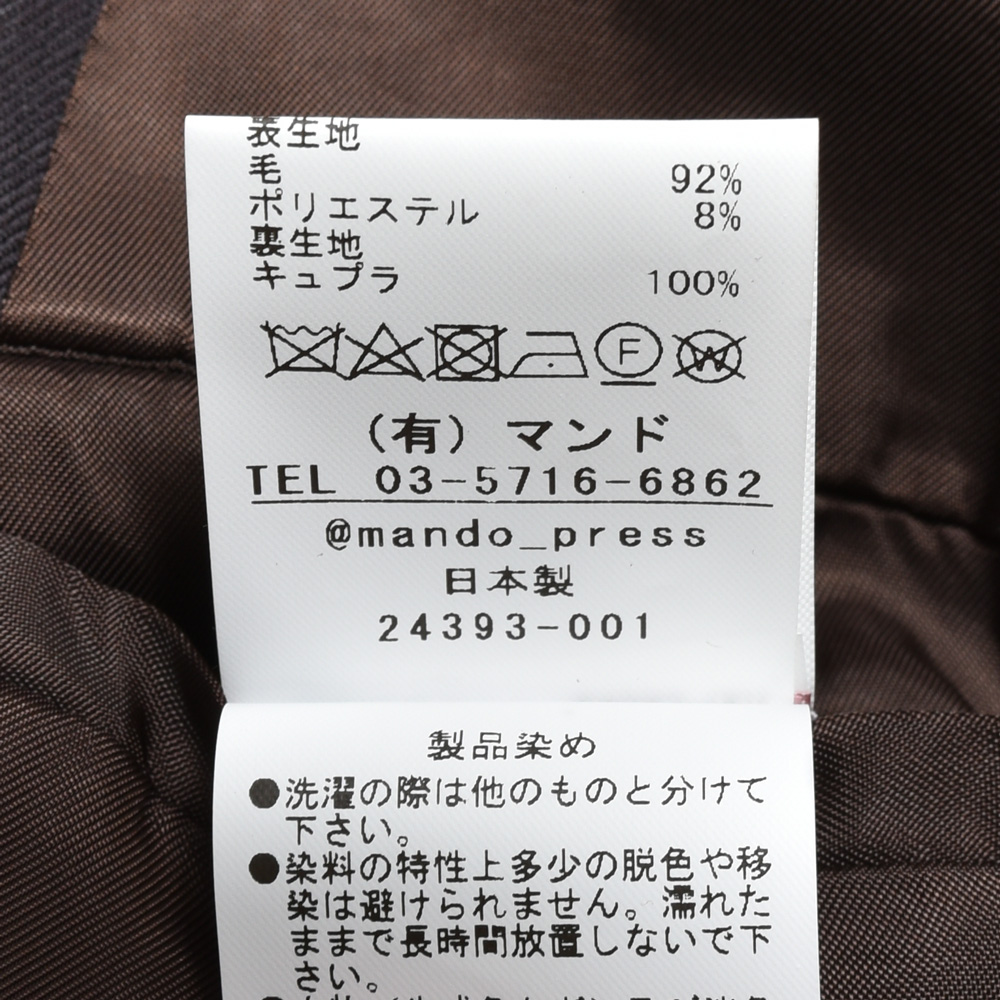 表生地
毛 92%
ポリエステル 8%
裏生地
キュプラ 100%
F W
(有) マンド
TEL 03-5716-6862
@mando_press
日本製
24393-001
製品染め
●洗濯の際は他のものと分けて
下さい。
●染料の特性上多少の脱色や移
染は避けられません。濡れた
ままで長時間放置しないで下
さい。